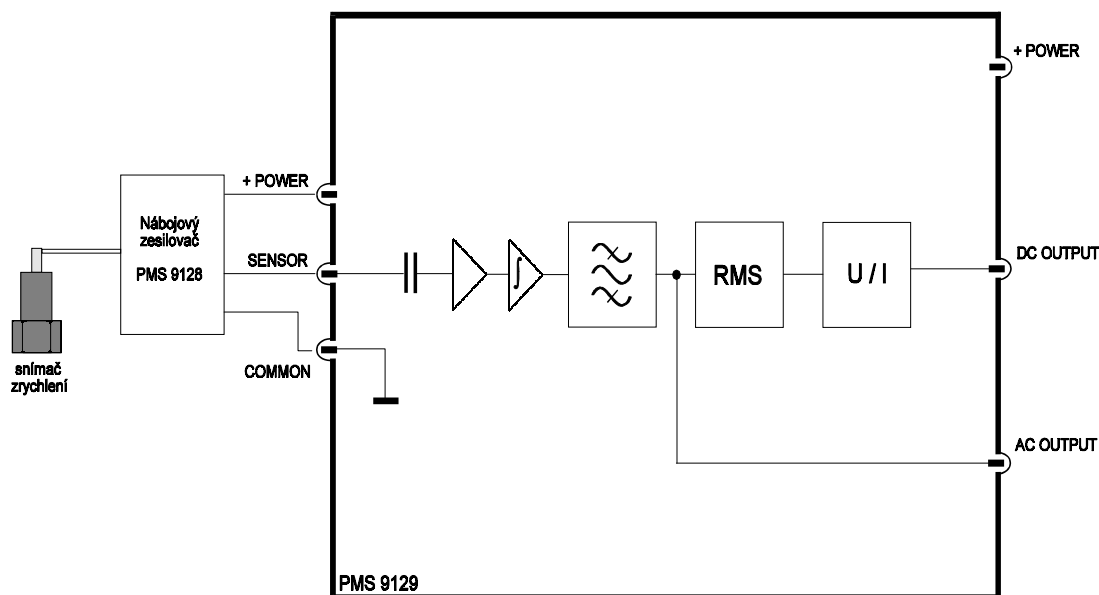 + POWER
+ POWER
Nábojový
zesilovač
PMS 9128
SENSOR
COMMON
snímač
zrychlení
∫
RMS
U / I
DC OUTPUT
AC OUTPUT
PMS 9129